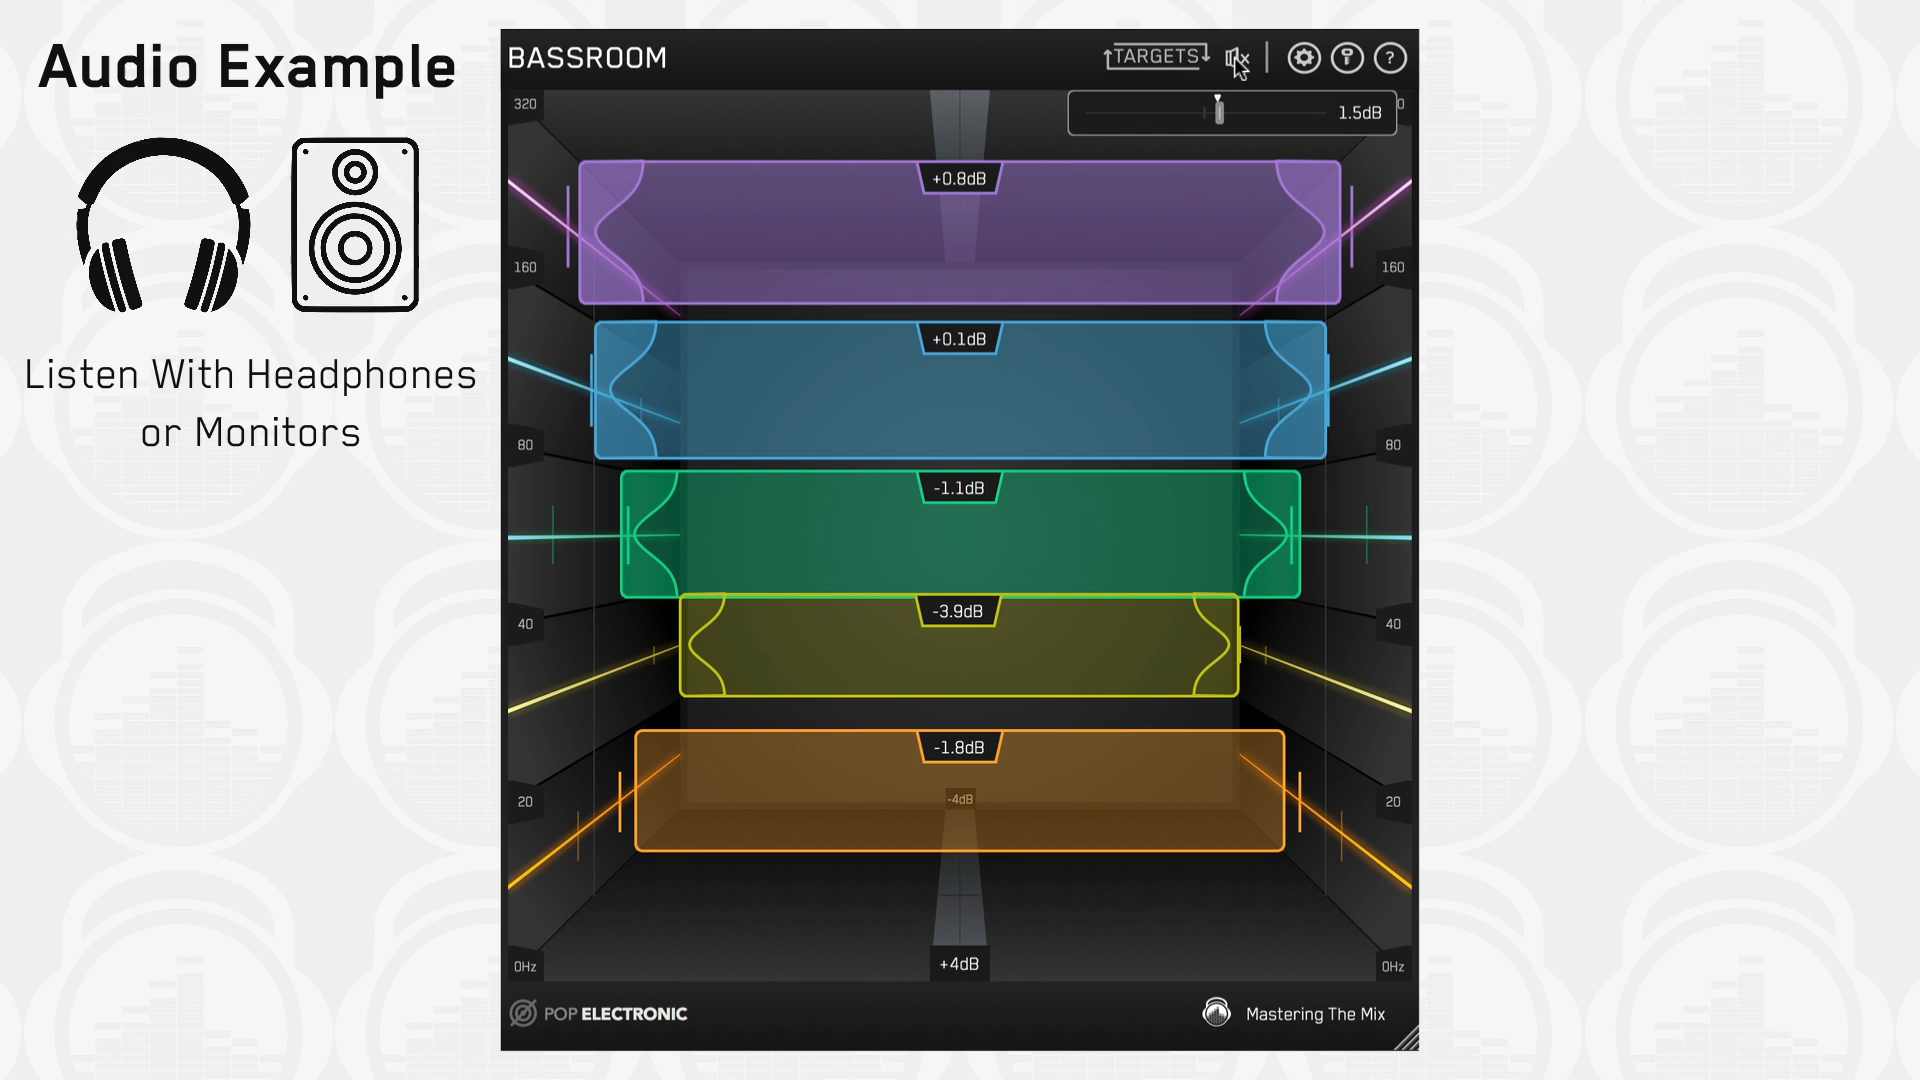 Audio Example
Listen With Headphones
or Monitors
BASSROOM
TARGETS
?
1.5dB
320
0
+0.8dB
160
160
+0.1dB
80
80
-1.1dB
40
40
-3.9dB
20
20
-1.8dB
-4dB
0Hz
0Hz
+4dB
POP ELECTRONIC
Mastering The Mix